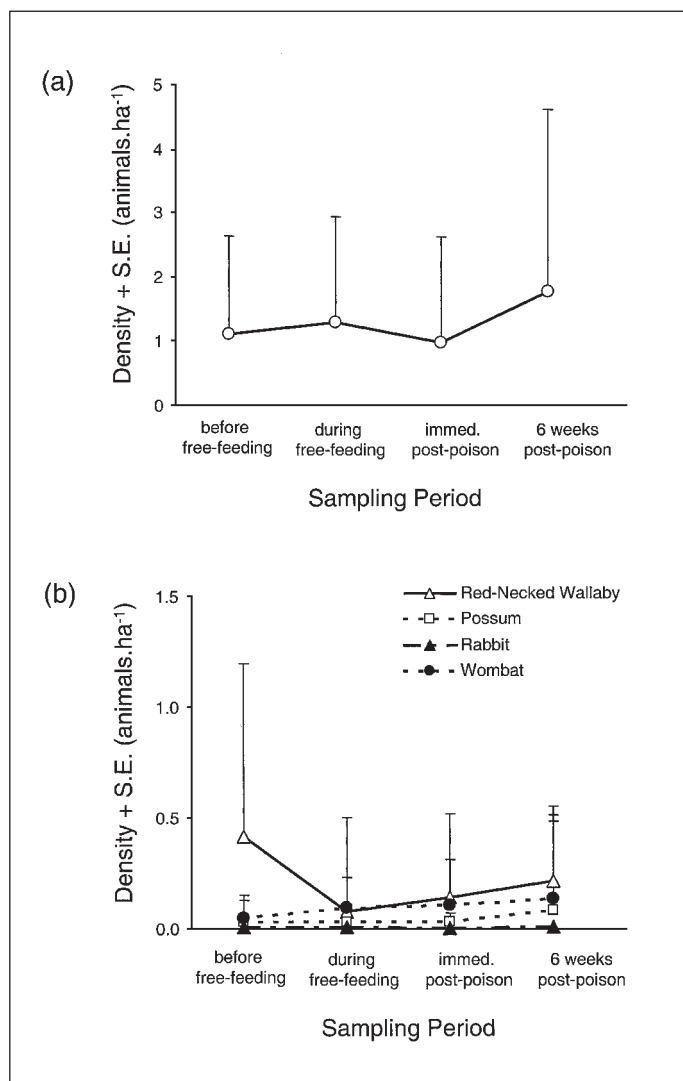 (a)
Density + S.E. (animals.ha⁻¹)
5
4
3
2
1
0
before
free-feeding
during
free-feeding
immed.
post-poison
6 weeks
post-poison
Sampling Period
(b)
Density + S.E. (animals.ha⁻¹)
1.5
1.0
0.5
0.0
Red-Necked Wallaby
Possum
Rabbit
Wombat
before
free-feeding
during
free-feeding
immed.
post-poison
6 weeks
post-poison
Sampling Period